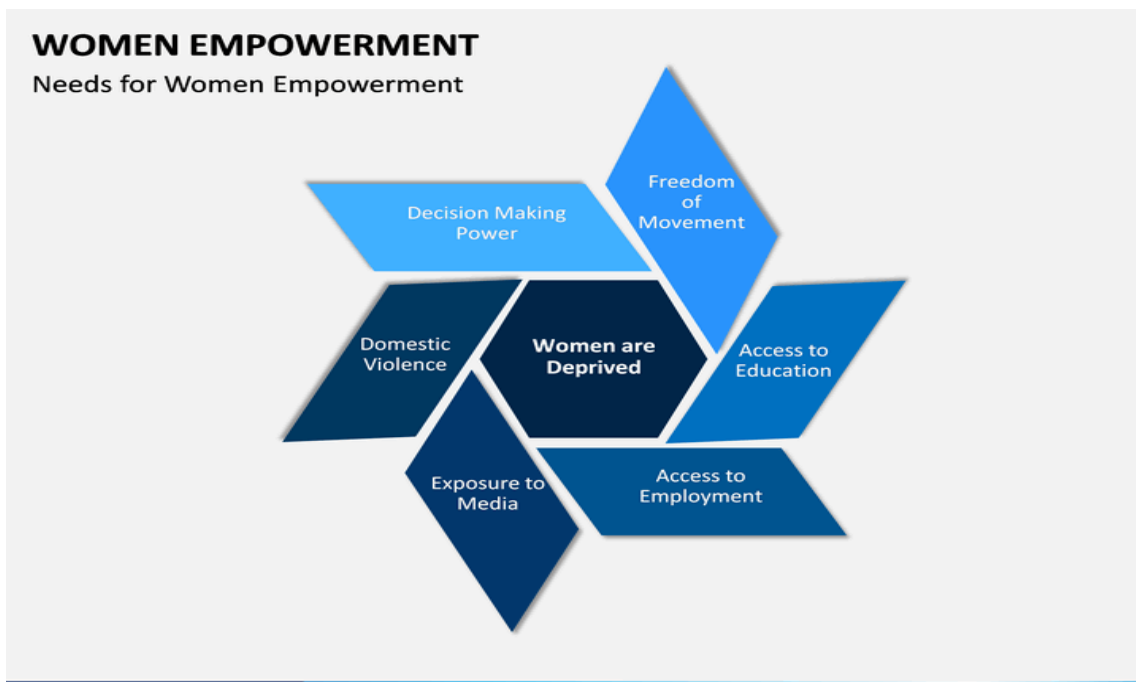 WOMEN EMPOWERMENT
Needs for Women Empowerment
Freedom
of
Movement
Decision Making
Power
Domestic
Violence
Women are
Deprived
Access to
Education
Exposure to
Media
Access to
Employment